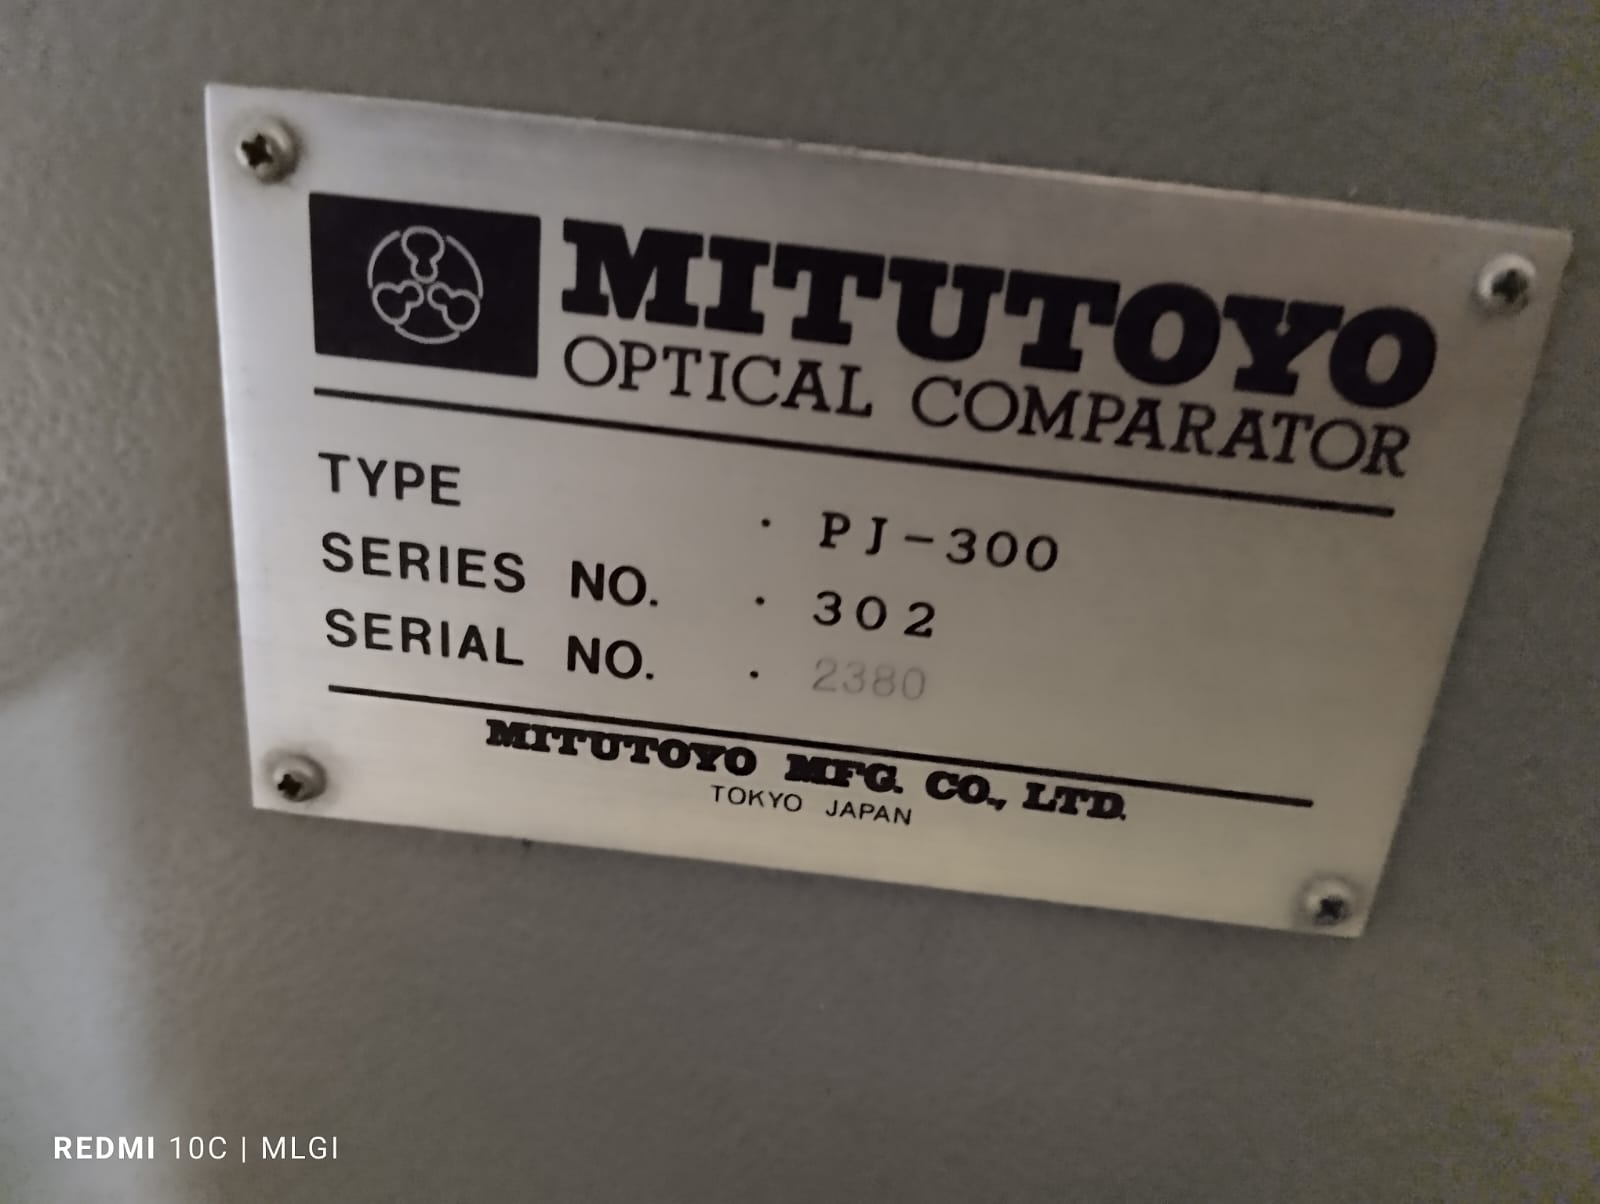 MITUTOYO
OPTICAL COMPARATOR
TYPE · PJ-300
SERIES NO. · 302
SERIAL NO. · 2380
MITUTOYO MFG. CO., LTD.
TOKYO JAPAN
REDMI 10C | MLGI